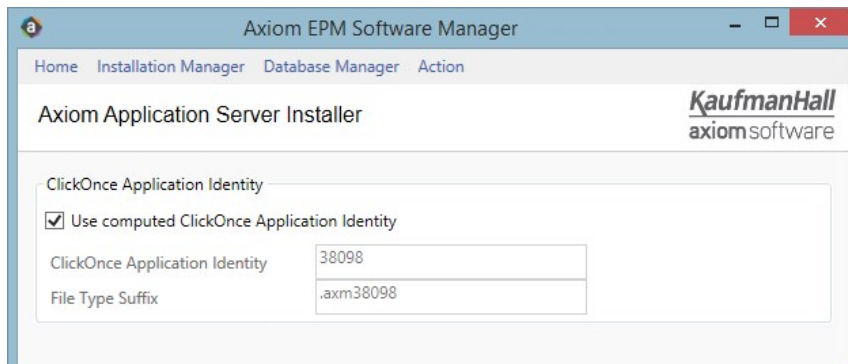 Axiom EPM Software Manager
Home Installation Manager Database Manager Action
Axiom Application Server Installer
KaufmanHall
axiomsoftware
ClickOnce Application Identity
Use computed ClickOnce Application Identity
ClickOnce Application Identity 38098
File Type Suffix .axm38098